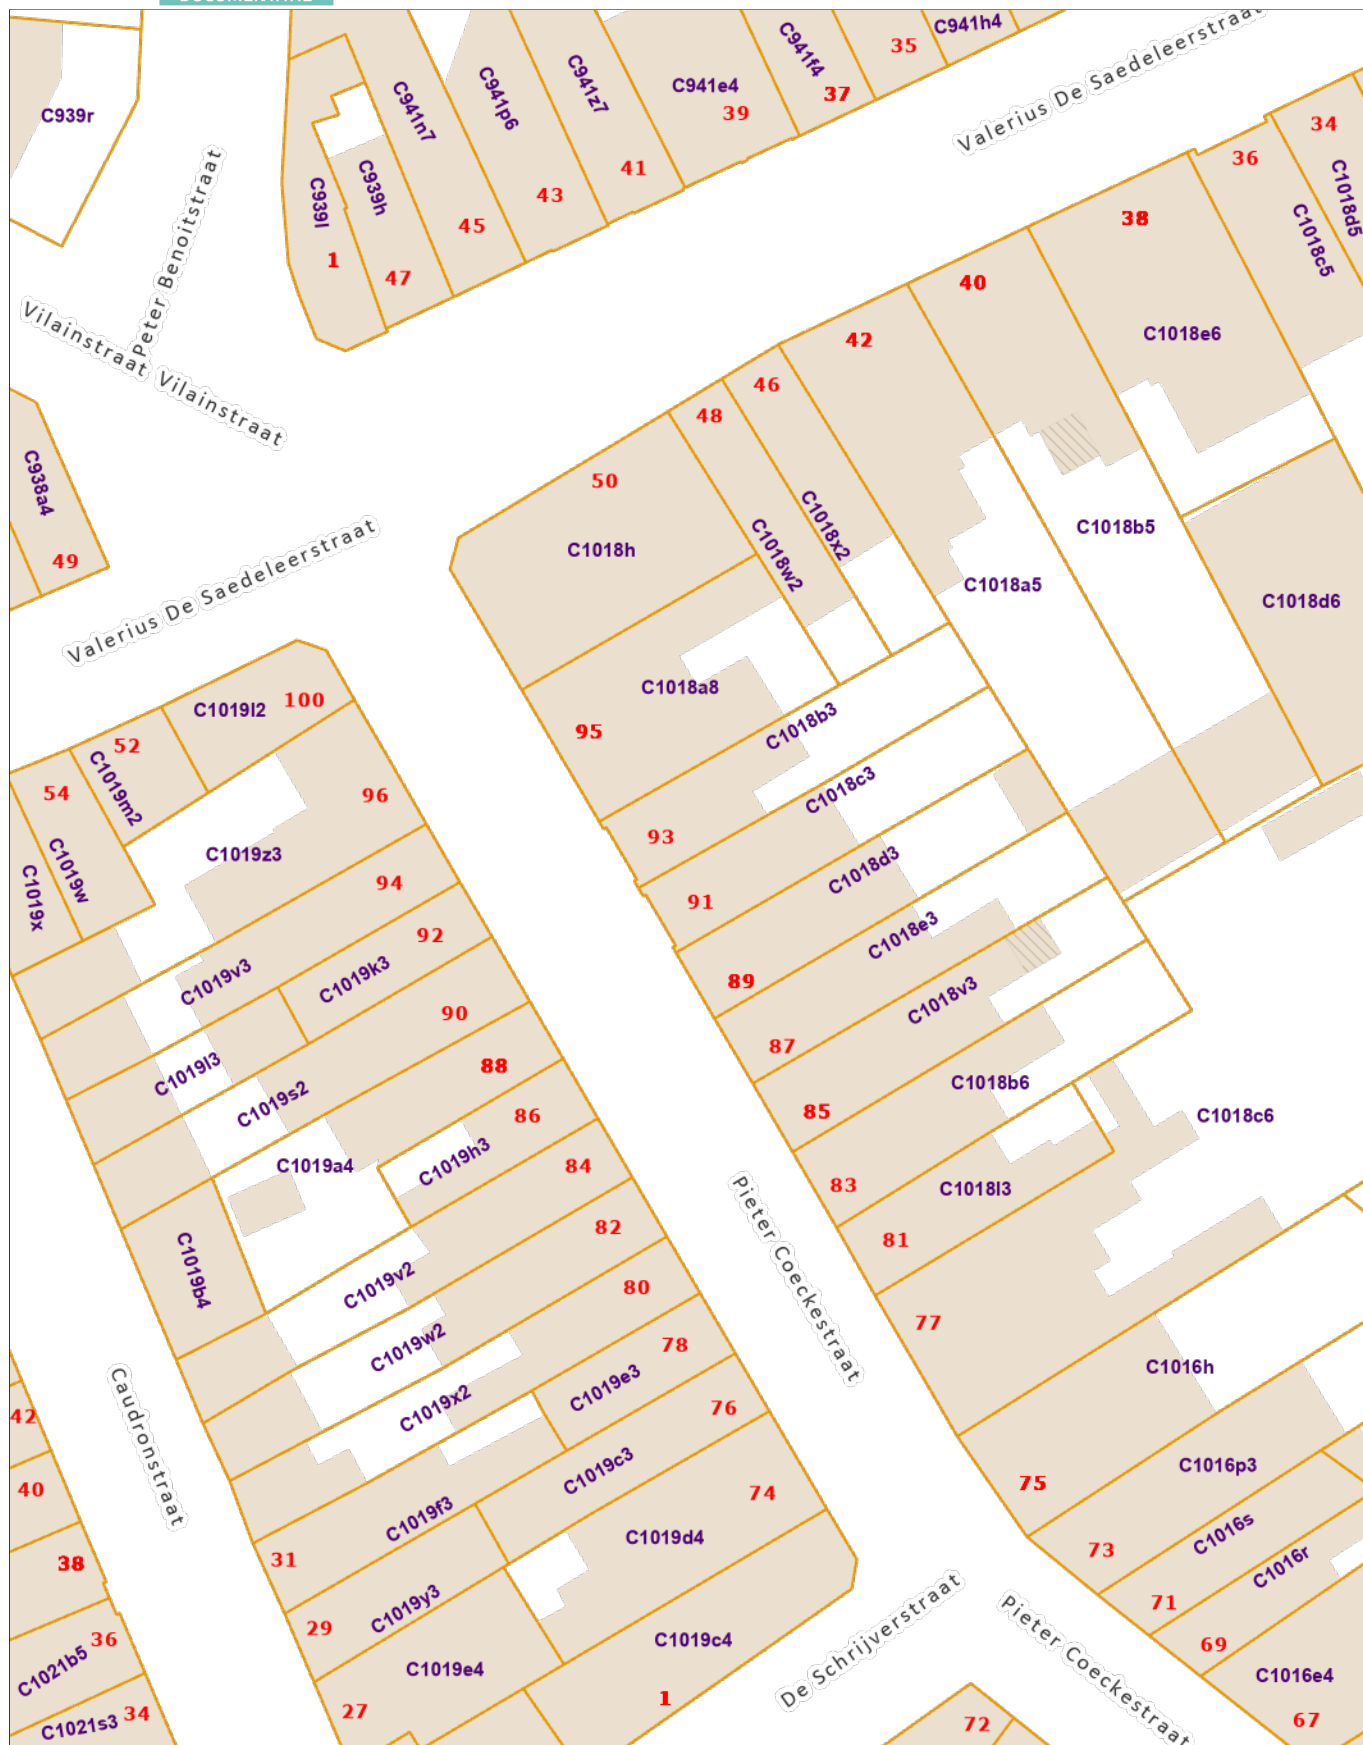 C941h4
35
C941f4
37
C941e4
39
C941z7
41
C941p6
43
C941n7
45
C939h
47
C939l
1
C939r
Valerius De Saedeleerstraat
Peter Benoitstraat
Vilainstraat
Vilainstraat
34
C1018d5
36
C1018c5
38
C1018e6
40
42
46
48
50
C1018h
C1018w2
C1018x2
C1018b5
C1018a5
C1018d6
C938a4
49
Valerius De Saedeleerstraat
C1018a8
95
C1018b3
93
C1018c3
91
C1018d3
89
C1018e3
87
C1018v3
85
C1018b6
83
C1018l3
81
C1018c6
77
C1019l2
100
52
C1019m2
54
C1019w
C1019x
96
C1019z3
94
C1019v3
92
C1019k3
90
C1019l3
88
C1019s2
86
C1019h3
C1019a4
84
C1019b4
82
C1019v2
80
C1019w2
78
C1019x2
C1019e3
76
C1019c3
74
C1019f3
C1019d4
31
29
C1019y3
C1019c4
1
C1019e4
27
Pieter Coeckestraat
Caudronstraat
42
40
38
36
C1021b5
34
C1021s3
C1016h
75
C1016p3
73
C1016s
71
C1016r
69
C1016e4
67
De Schrijverstraat
Pieter Coeckestraat
72